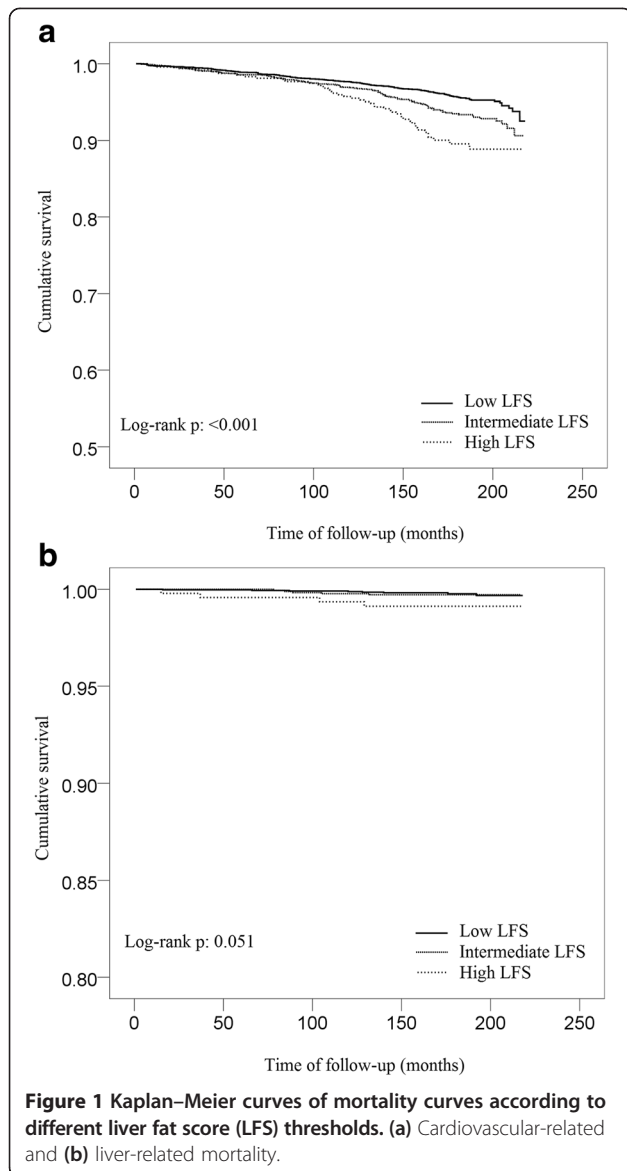 a
1.0
0.9
0.8
0.7
0.6
0.5
Cumulative survival
Low LFS
Intermediate LFS
High LFS
Log-rank p: <0.001
0 50 100 150 200 250
Time of follow-up (months)
b
1.00
0.95
0.90
0.85
0.80
Cumulative survival
Low LFS
Intermediate LFS
High LFS
Log-rank p: 0.051
0 50 100 150 200 250
Time of follow-up (months)
Figure 1 Kaplan–Meier curves of mortality curves according to
different liver fat score (LFS) thresholds. (a) Cardiovascular-related
and (b) liver-related mortality.